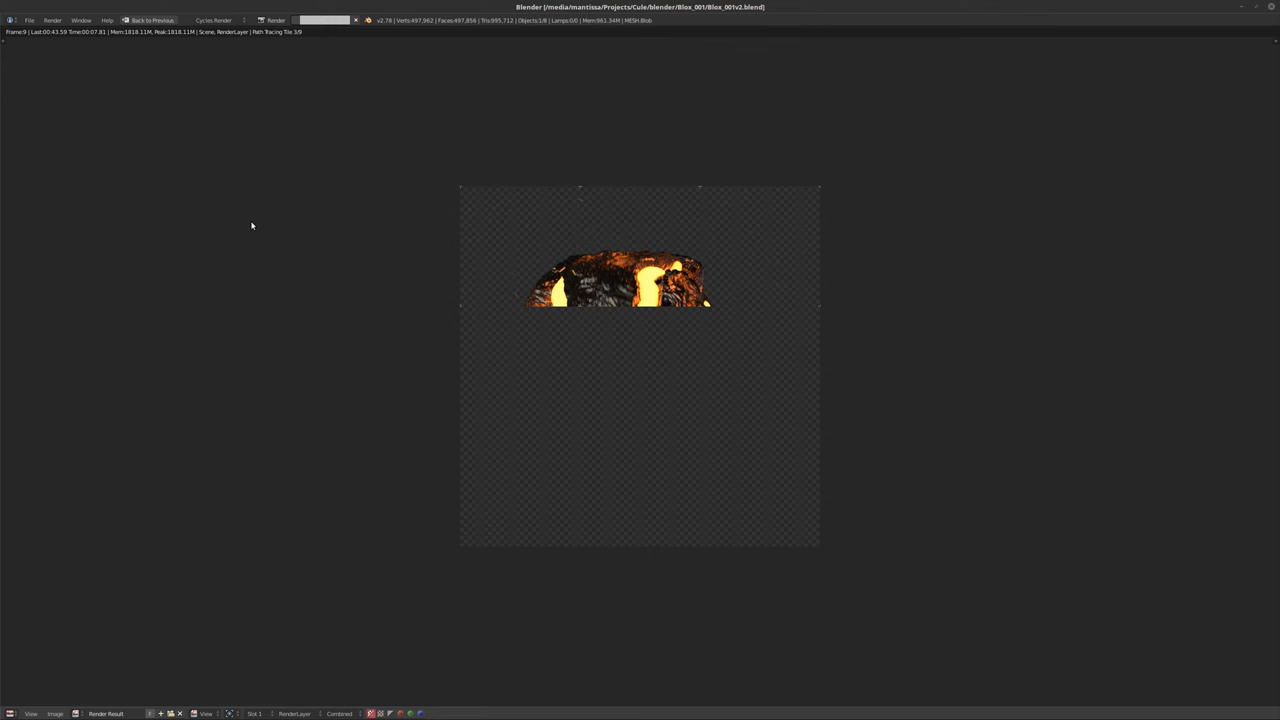 Blender [/media/mantissa/Projects/Cule/blender/Blox_001/Blox_001v2.blend]
File Render Window Help Back to Previous Cycles Render Render v2.78 | Verts:497,962 | Faces:497,856 | Tris:995,712 | Objects:1/8 | Lamps:0/0 | Mem:961.34M | MESH.Blob
Frame:9 | Last:00:43.59 Time:00:07.81 | Mem:1818.11M, Peak:1818.11M | Scene, RenderLayer | Path Tracing Tile 3/9
View Image Render Result F View Slot 1 RenderLayer Combined